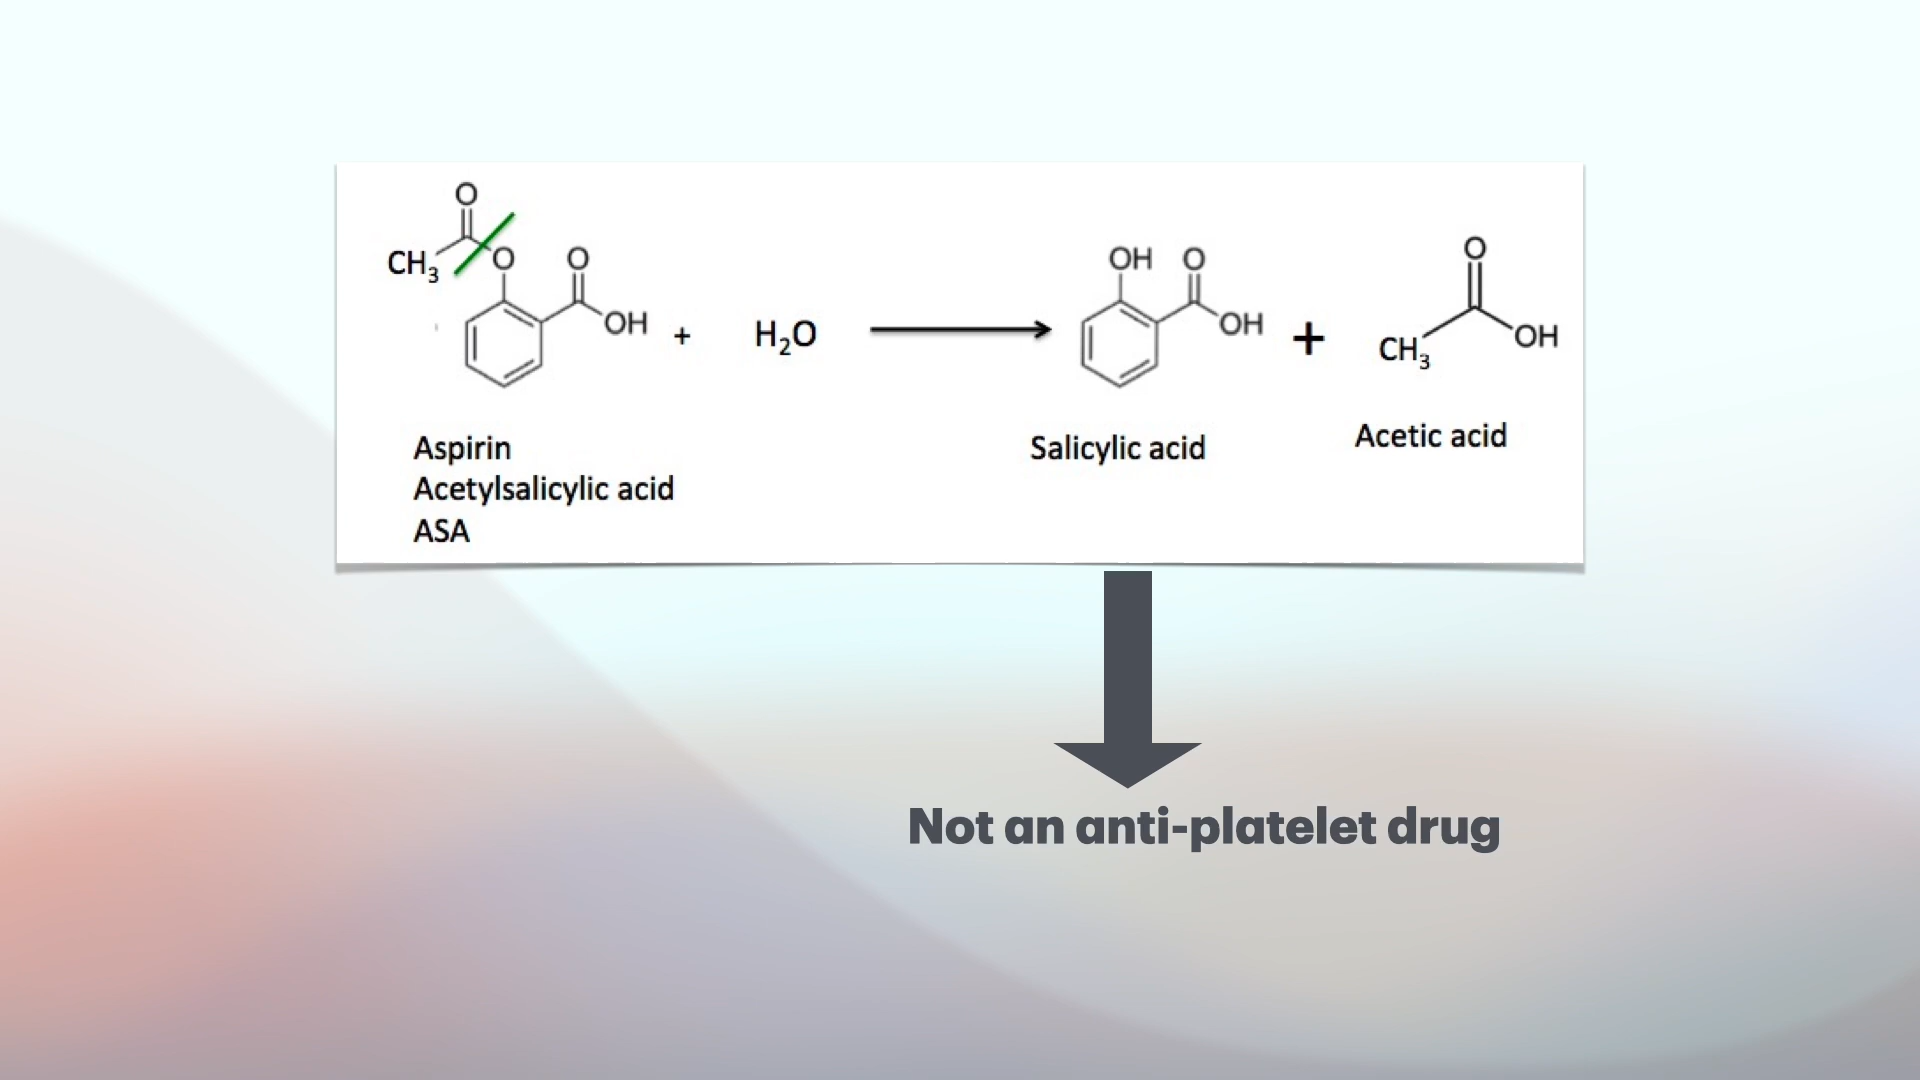 O
CH₃ O O
OH + H₂O
OH O
OH +
O
CH₃ OH
Aspirin
Acetylsalicylic acid
ASA
Salicylic acid
Acetic acid
Not an anti-platelet drug